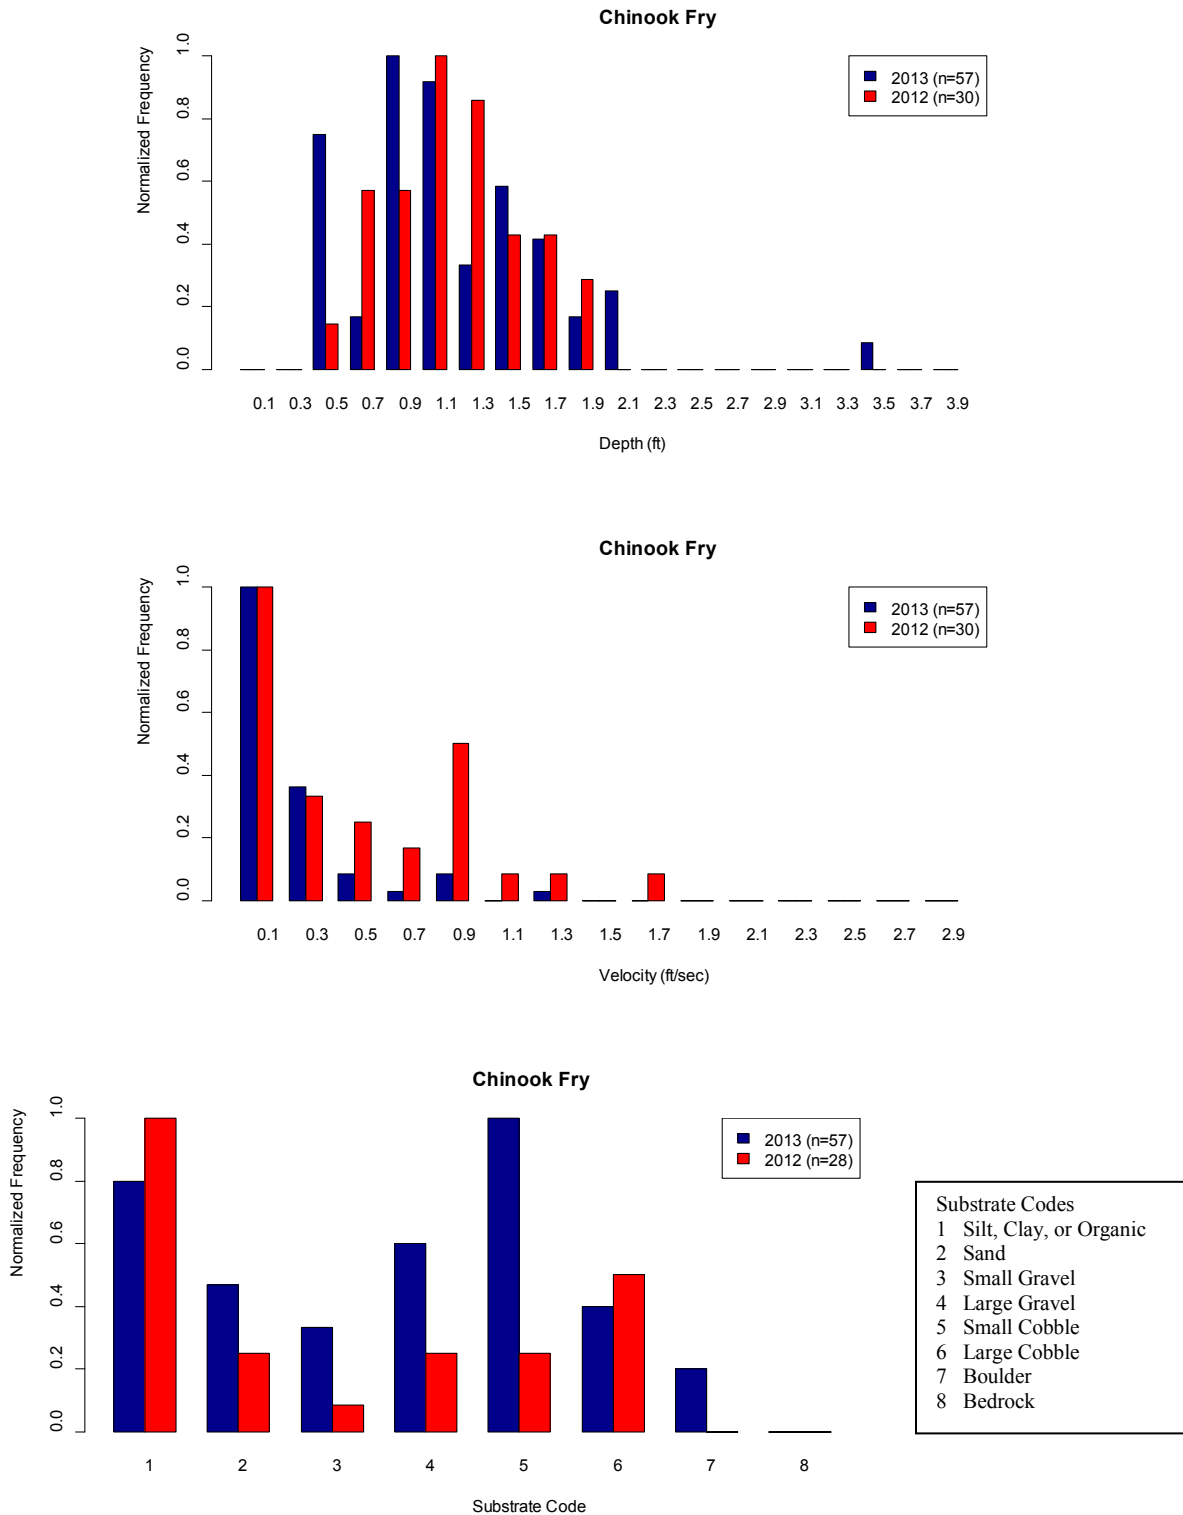 Chinook Fry
Normalized Frequency
1.0
0.8
0.6
0.4
0.2
0.0
2013 (n=57)
2012 (n=30)
0.1 0.3 0.5 0.7 0.9 1.1 1.3 1.5 1.7 1.9 2.1 2.3 2.5 2.7 2.9 3.1 3.3 3.5 3.7 3.9
Depth (ft)
Chinook Fry
Normalized Frequency
1.0
0.8
0.6
0.4
0.2
0.0
2013 (n=57)
2012 (n=30)
0.1 0.3 0.5 0.7 0.9 1.1 1.3 1.5 1.7 1.9 2.1 2.3 2.5 2.7 2.9
Velocity (ft/sec)
Chinook Fry
Normalized Frequency
1.0
0.8
0.6
0.4
0.2
0.0
2013 (n=57)
2012 (n=28)
1 2 3 4 5 6 7 8
Substrate Code
Substrate Codes
1 Silt, Clay, or Organic
2 Sand
3 Small Gravel
4 Large Gravel
5 Small Cobble
6 Large Cobble
7 Boulder
8 Bedrock